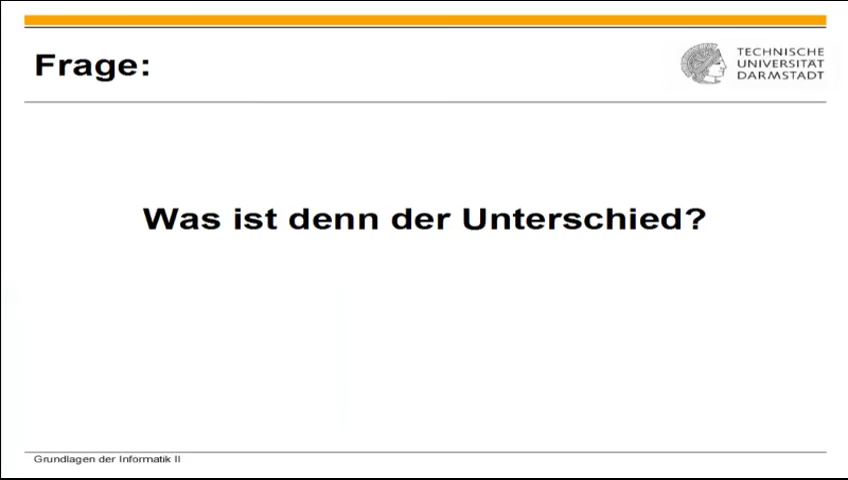 Frage:
TECHNISCHE
UNIVERSITÄT
DARMSTADT
Was ist denn der Unterschied?
Grundlagen der Informatik II